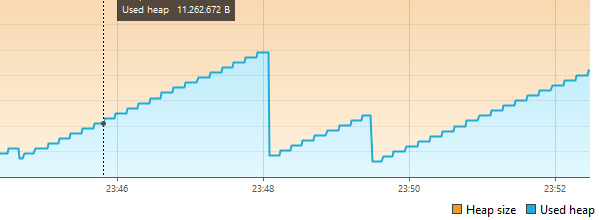 Used heap 11.262.672 B
23:46 23:48 23:50 23:52
Heap size Used heap